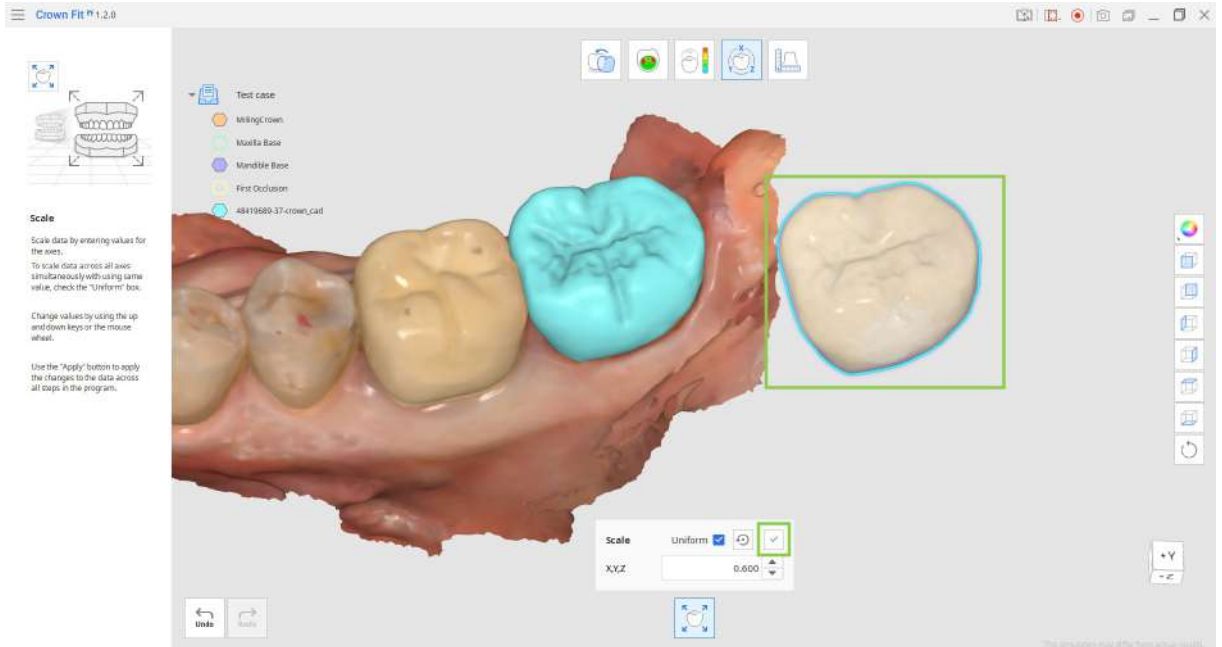 Crown Fit 1.2.0
Test case
MillingCrown
Maxilla Base
Mandible Base
First Occlusion
48419689-37-crown_cad
Scale
Scale data by entering values for
the axes.
To scale data across all axes
simultaneously with using same
value, check the "Uniform" box.
Change values by using the up
and down keys or the mouse
wheel.
Use the "Apply" button to apply
the changes to the data across
all steps in the program.
X
Y
Z
Scale
Uniform
X,Y,Z
0.600
Undo
Redo
+Y
-Z